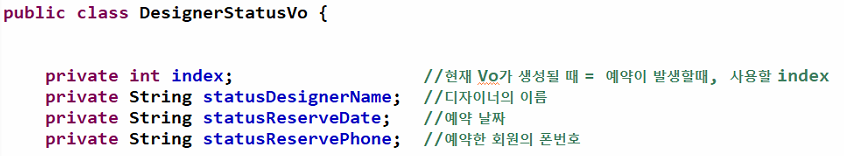 public class DesignerStatusVo {
private int index; //현재 Vo가 생성될 때 = 예약이 발생할때, 사용할 index
private String statusDesignerName; //디자이너의 이름
private String statusReserveDate; //예약 날짜
private String statusReservePhone; //예약한 회원의 폰번호